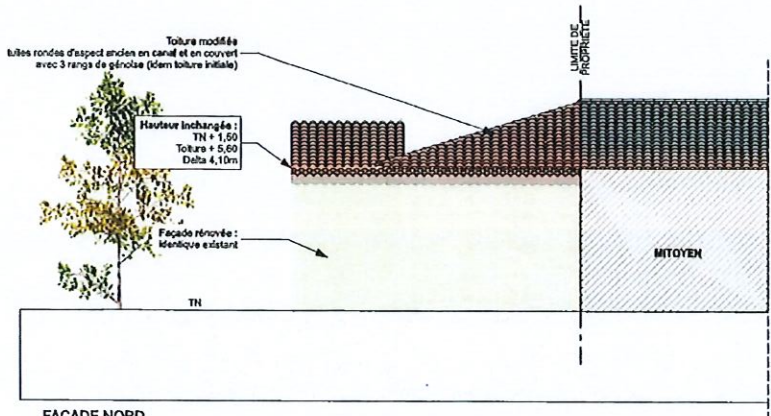 Toiture modifiée
tuiles rondes d'aspect ancien en canal et en couvert
avec 3 rangs de génoise (idem toiture initiale)
LIMITE DE
PROPRIETE
Hauteur inchangée :
TN + 1,50
Toiture + 5,60
Delta 4,10m
Façade rénovée :
identique existant
MITOYEN
TN
FAÇADE NORD